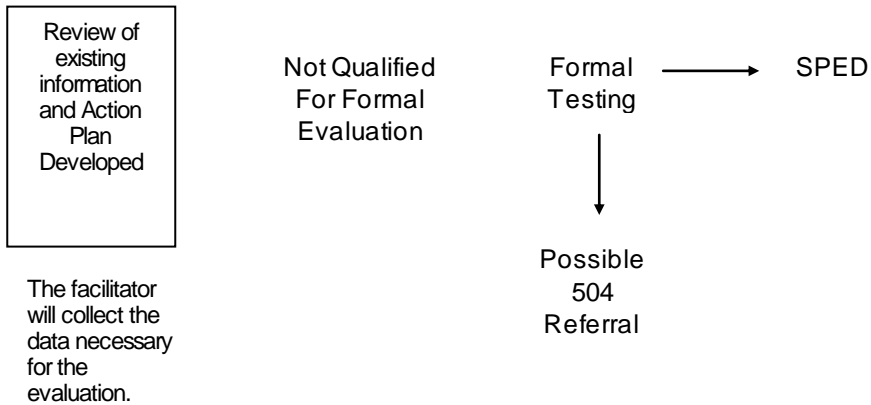 Review of
existing
information
and Action
Plan
Developed
The facilitator
will collect the
data necessary
for the
evaluation.
Not Qualified
For Formal
Evaluation
Formal
Testing
SPED
Possible
504
Referral